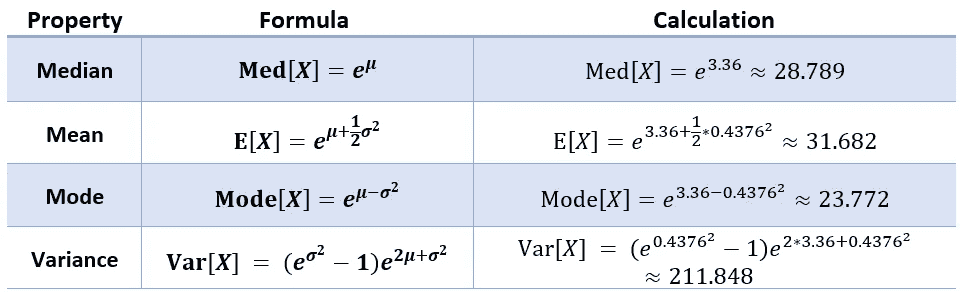 Property Formula Calculation
Median Med[X] = e^μ Med[X] = e^3.36 ≈ 28.789
Mean E[X] = e^(μ+½σ²) E[X] = e^(3.36+½*0.4376²) ≈ 31.682
Mode Mode[X] = e^(μ−σ²) Mode[X] = e^(3.36−0.4376²) ≈ 23.772
Variance Var[X] = (e^σ² − 1)e^(2μ+σ²) Var[X] = (e^0.4376² − 1)e^(2*3.36+0.4376²)
≈ 211.848